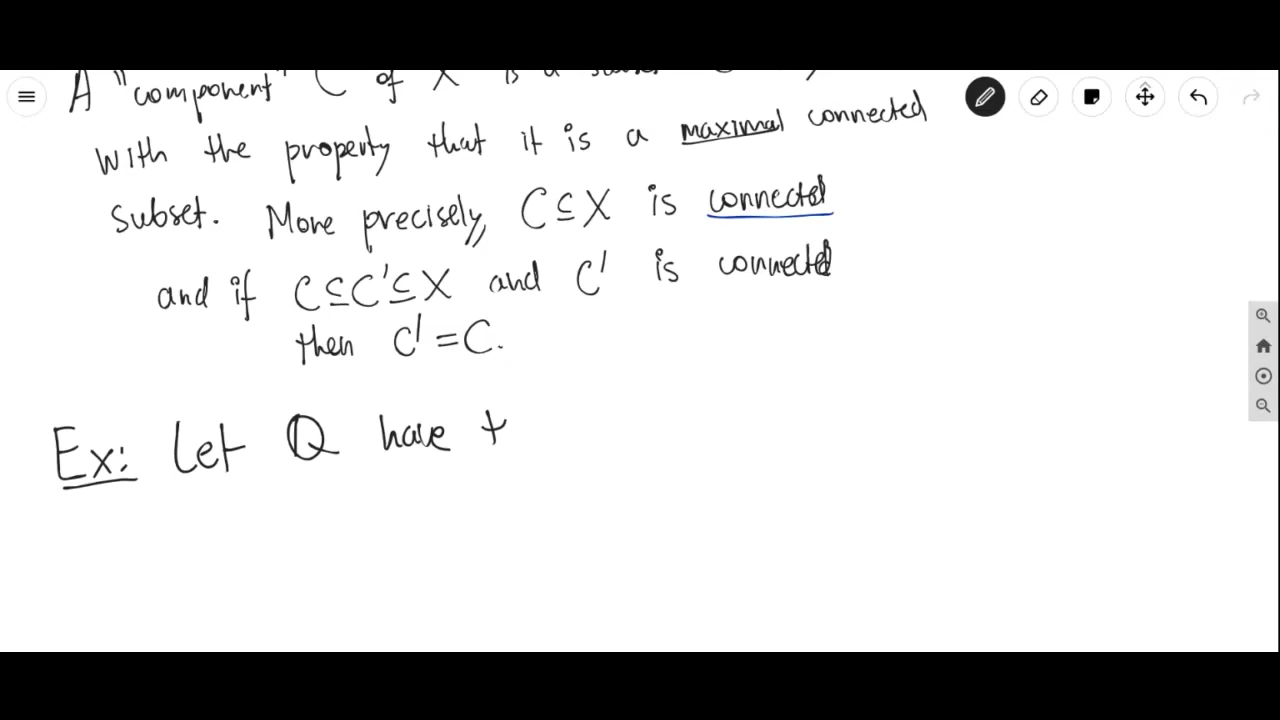 A "component" C of X is a
with the property that it is a maximal connected
subset. More precisely, C ⊆ X is connected
and if C ⊆ C' ⊆ X and C' is connected
then C' = C.
Ex: Let Q have t